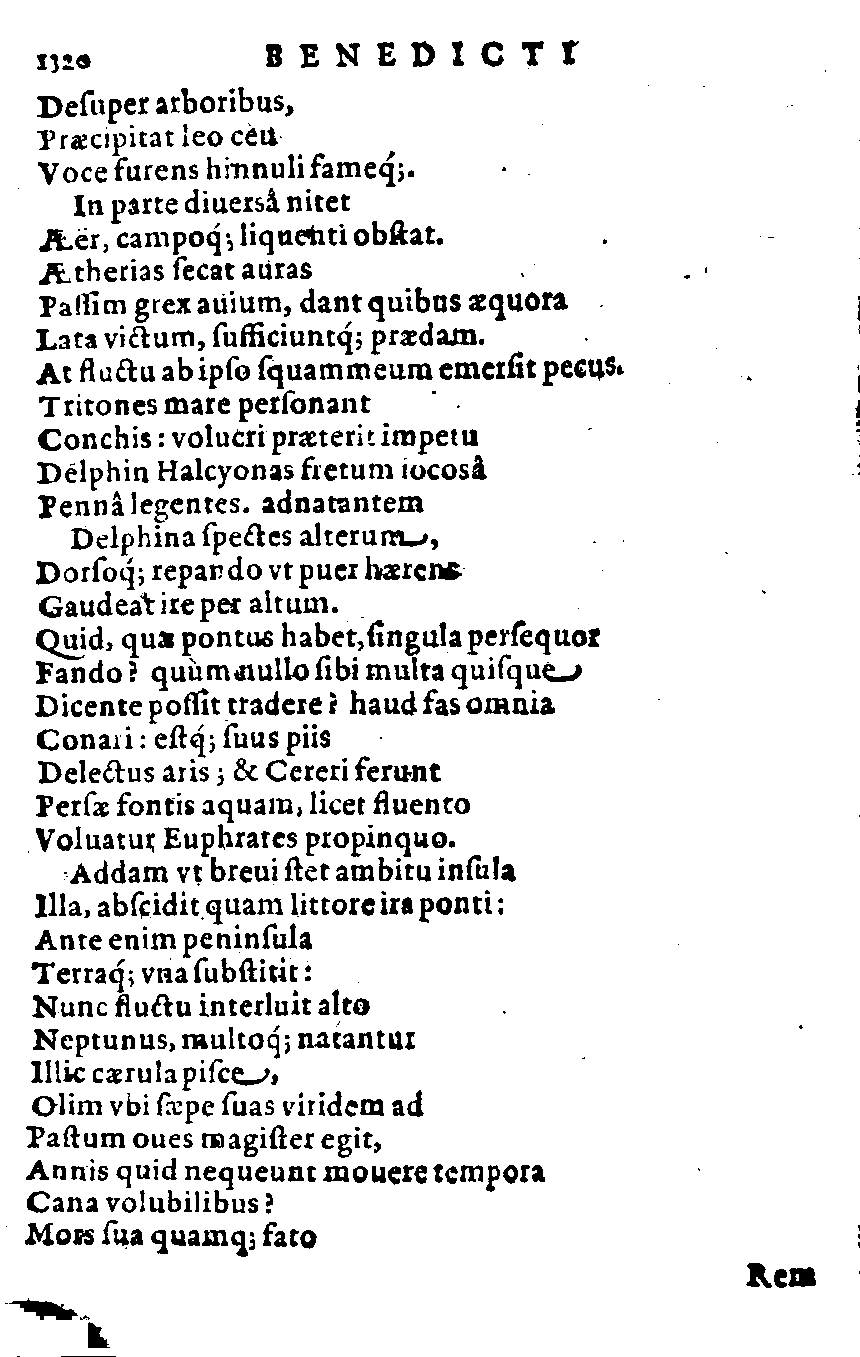 1320 BENEDICTI
Deſuper arboribus,
Præcipitat leo ceu
Voce furens hinnuli fameq́;.
In parte diuersâ nitet
Æër, campoq́; liquenti obſtat.
Ætherias ſecat auras
Paſſim grex auium, dant quibus æquora
Lata victum, ſufficiuntq́; prædam.
At fluctu ab ipſo ſquammeum emerſit pecus.
Tritones mare perſonant
Conchis: volucri præterit impetu
Delphin Halcyonas fretum iocosâ
Pennâ legentes. adnatantem
Delphina ſpectes alterum,
Dorſoq́; repando vt puer hærens
Gaudeat ire per altum.
Quid, quæ pontus habet, ſingula perſequor
Fando? quùm nullo ſibi multa quiſque
Dicente poſſit tradere? haud fas omnia
Conari: eſtq́; ſuus piis
Delectus aris; & Cereri ferunt
Perſæ fontis aquam, licet fluento
Voluatur Euphrates propinquo.
Addam vt breui ſtet ambitu inſula
Illa, abſcidit quam littore ira ponti:
Ante enim peninſula
Terraq́; vna ſubſtitit:
Nunc fluctu interluit alto
Neptunus, multoq́; natantur
Illic cærula piſce,
Olim vbi ſæpe ſuas viridem ad
Paſtum oues magiſter egit,
Annis quid nequeunt mouere tempora
Cana volubilibus?
Mors ſua quamq; fato
Rem